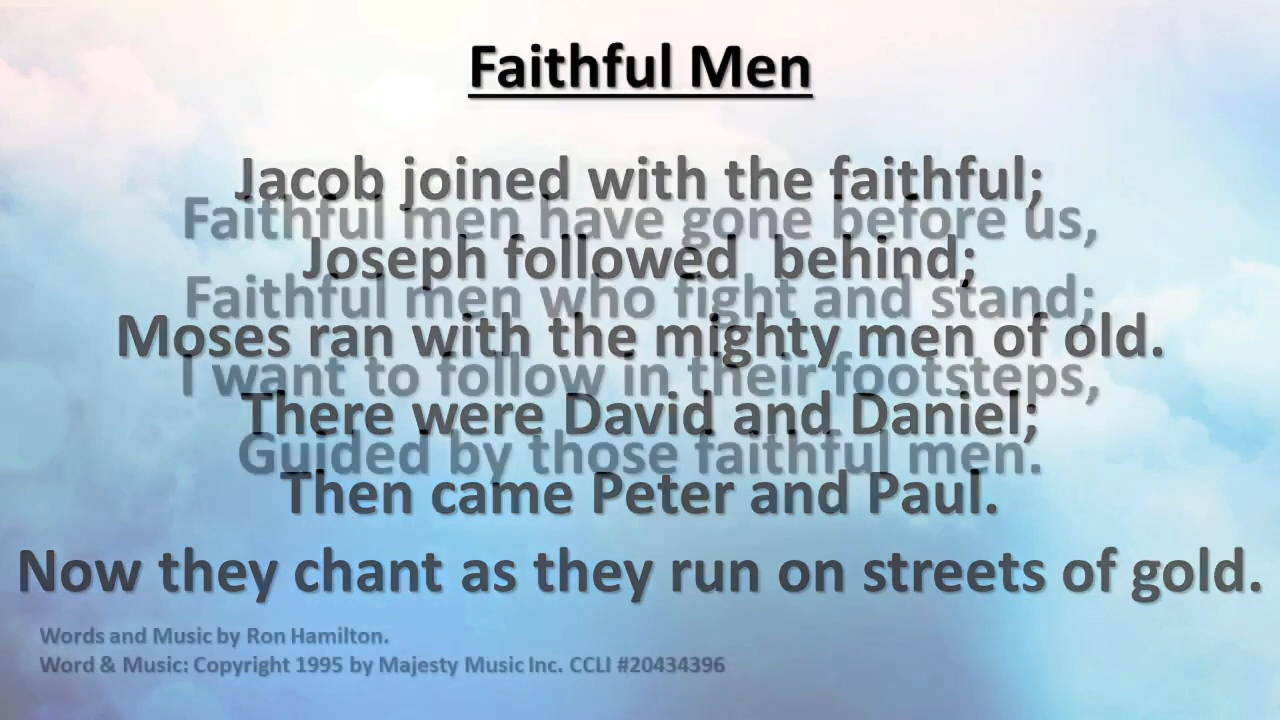 Faithful Men
Jacob joined with the faithful;
Faithful men have gone before us,
Joseph followed behind;
Faithful men who fight and stand;
Moses ran with the mighty men of old.
I want to follow in their footsteps,
There were David and Daniel;
Guided by those faithful men.
Then came Peter and Paul.
Now they chant as they run on streets of gold.
Words and Music by Ron Hamilton.
Word & Music: Copyright 1995 by Majesty Music Inc. CCLI #20434396